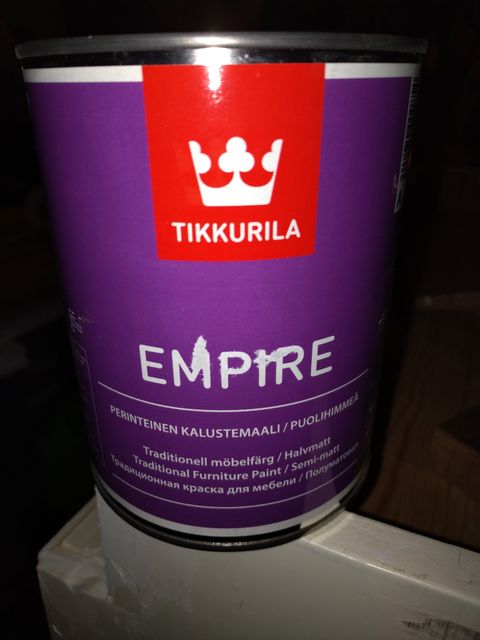 TIKKURILA
EMPIRE
PERINTEINEN KALUSTEMAALI / PUOLIHIMMEÄ
Traditionell möbelfärg / Halvmatt
Traditional Furniture Paint / Semi-matt
Традиционная краска для мебели / Полуматовая